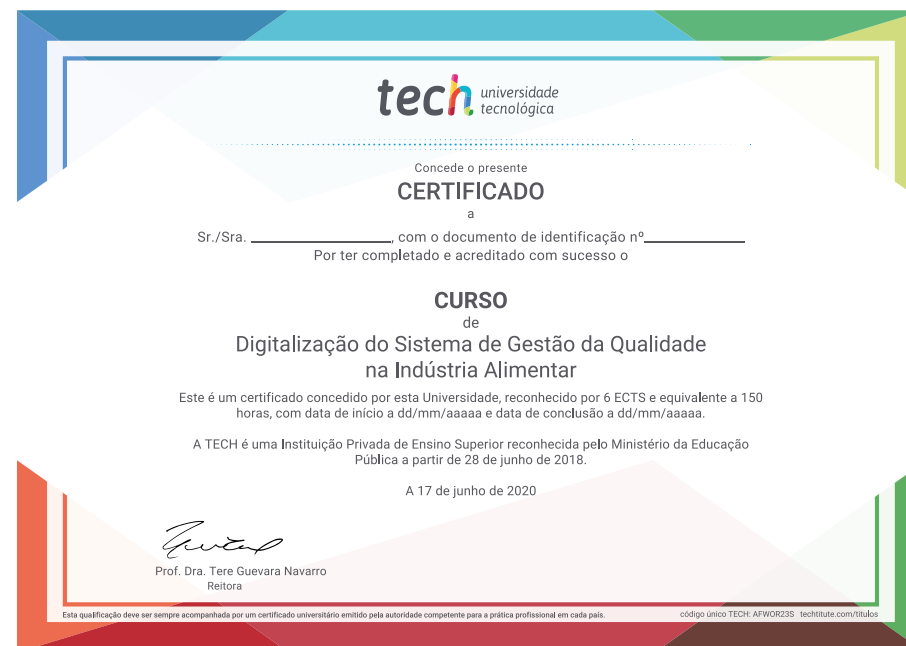 tech universidade
tecnológica
Concede o presente
CERTIFICADO
a
Sr./Sra. ____________, com o documento de identificação nº____________
Por ter completado e acreditado com sucesso o
CURSO
de
Digitalização do Sistema de Gestão da Qualidade
na Indústria Alimentar
Este é um certificado concedido por esta Universidade, reconhecido por 6 ECTS e equivalente a 150
horas, com data de início a dd/mm/aaaaa e data de conclusão a dd/mm/aaaaa.
A TECH é uma Instituição Privada de Ensino Superior reconhecida pelo Ministério da Educação
Pública a partir de 28 de junho de 2018.
A 17 de junho de 2020
Prof. Dra. Tere Guevara Navarro
Reitora
Esta qualificação deve ser sempre acompanhada por um certificado universitário emitido pela autoridade competente para a prática profissional em cada país.
código único TECH: AFWOR23S techtitute.com/titulos